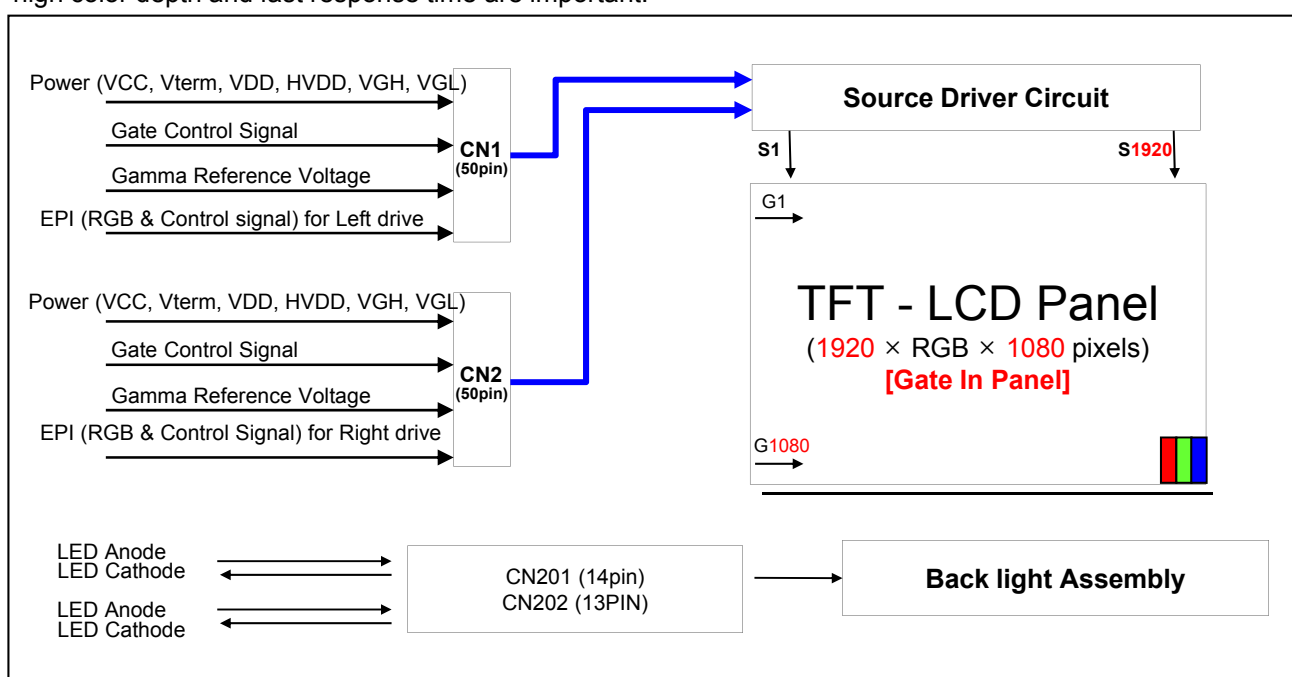 high color depth and fast response time are important.
Power (VCC, Vterm, VDD, HVDD, VGH, VGL)
Gate Control Signal
Gamma Reference Voltage
EPI (RGB & Control signal) for Left drive
CN1
(50pin)
Power (VCC, Vterm, VDD, HVDD, VGH, VGL)
Gate Control Signal
Gamma Reference Voltage
EPI (RGB & Control Signal) for Right drive
CN2
(50pin)
Source Driver Circuit
S1
S1920
G1
TFT - LCD Panel
(1920 × RGB × 1080 pixels)
[Gate In Panel]
G1080
LED Anode
LED Cathode
LED Anode
LED Cathode
CN201 (14pin)
CN202 (13PIN)
Back light Assembly